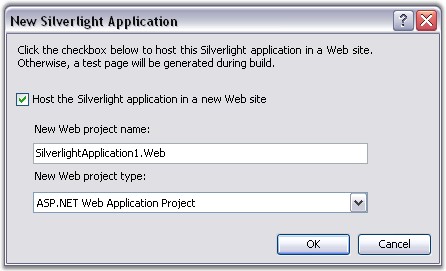 New Silverlight Application
Click the checkbox below to host this Silverlight application in a Web site.
Otherwise, a test page will be generated during build.
Host the Silverlight application in a new Web site
New Web project name:
SilverlightApplication1.Web
New Web project type:
ASP.NET Web Application Project
OK
Cancel